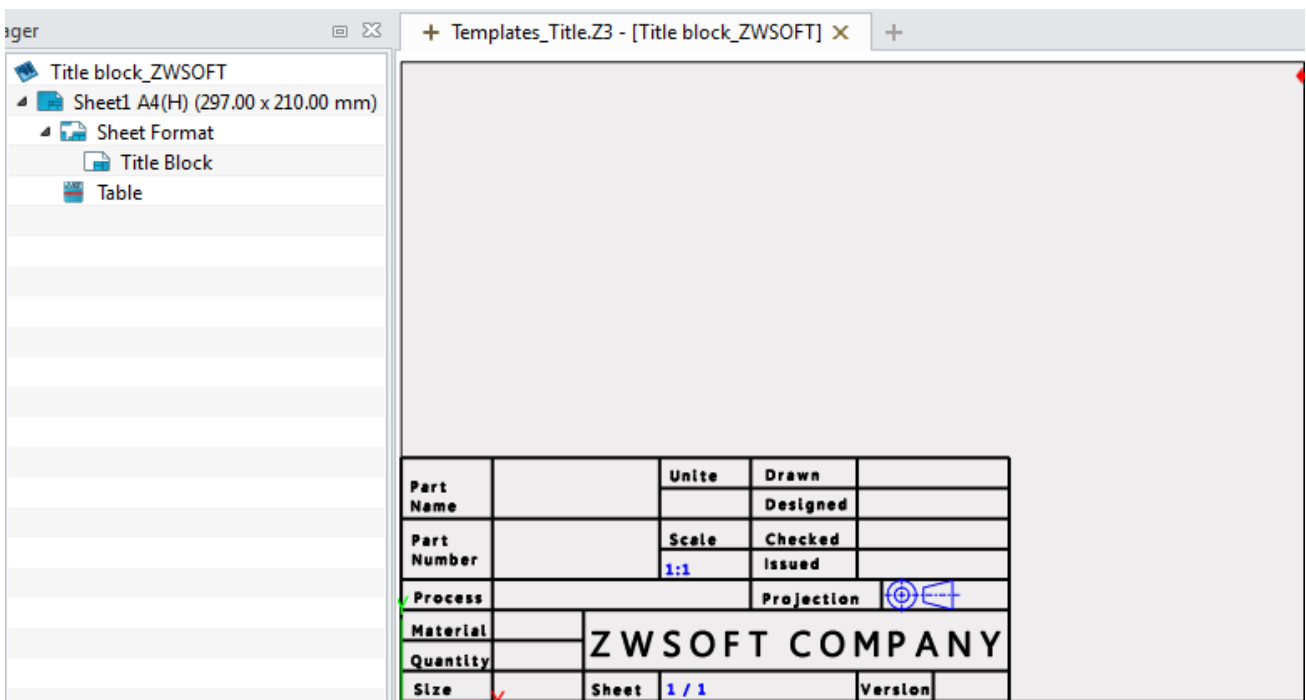 ager
+ Templates_Title.Z3 - [Title block_ZWSOFT] X +
Title block_ZWSOFT
Sheet1 A4(H) (297.00 x 210.00 mm)
Sheet Format
Title Block
Table
Part
Name
Unite
Drawn
Designed
Part
Number
Scale
1:1
Checked
Issued
Process
Projection
Material
Quantity
ZWSOFT COMPANY
Size
Sheet
1 / 1
Version